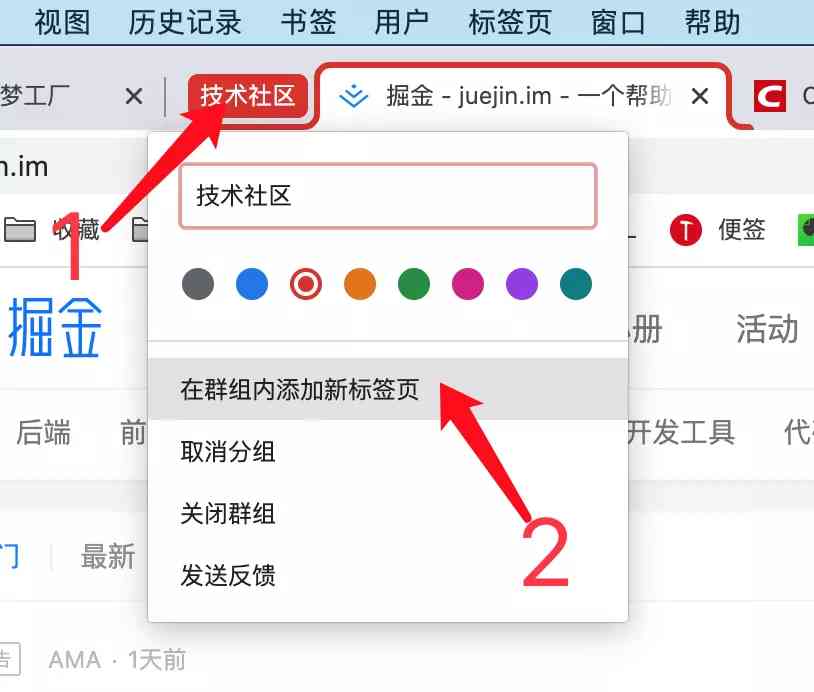 视图 历史记录 书签 用户 标签页 窗口 帮助
梦工厂 技术社区 掘金 - juejin.im - 一个帮助
.im
技术社区
1 收藏 便签
掘金 册 活动
在群组内添加新标签页
后端 前 开发工具
取消分组
关闭群组
2
门 最新
发送反馈
告 AMA · 1天前